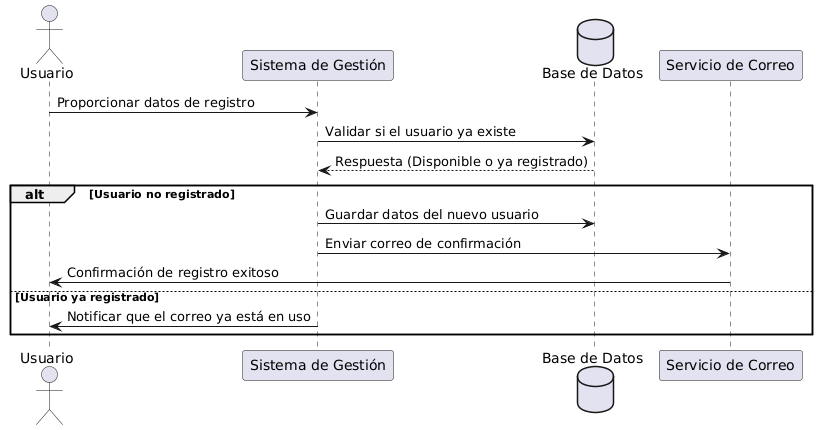 Usuario
Sistema de Gestión
Base de Datos
Servicio de Correo
Proporcionar datos de registro
Validar si el usuario ya existe
Respuesta (Disponible o ya registrado)
alt [Usuario no registrado]
Guardar datos del nuevo usuario
Enviar correo de confirmación
Confirmación de registro exitoso
[Usuario ya registrado]
Notificar que el correo ya está en uso
Usuario
Sistema de Gestión
Base de Datos
Servicio de Correo